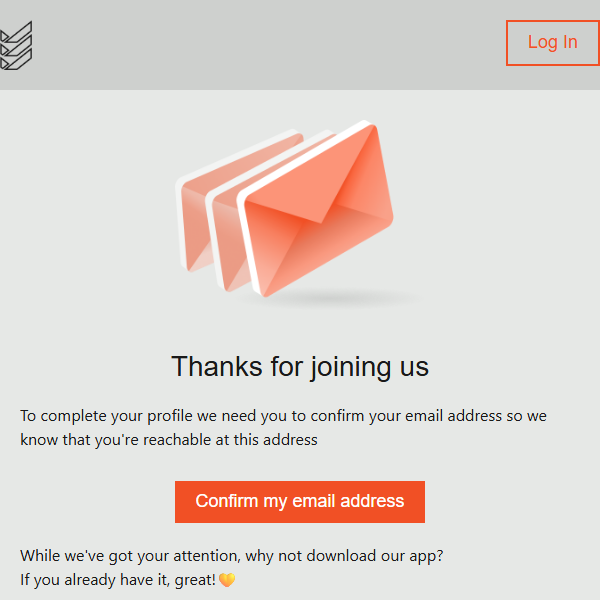 Log In
Thanks for joining us
To complete your profile we need you to confirm your email address so we
know that you're reachable at this address
Confirm my email address
While we've got your attention, why not download our app?
If you already have it, great! 💛